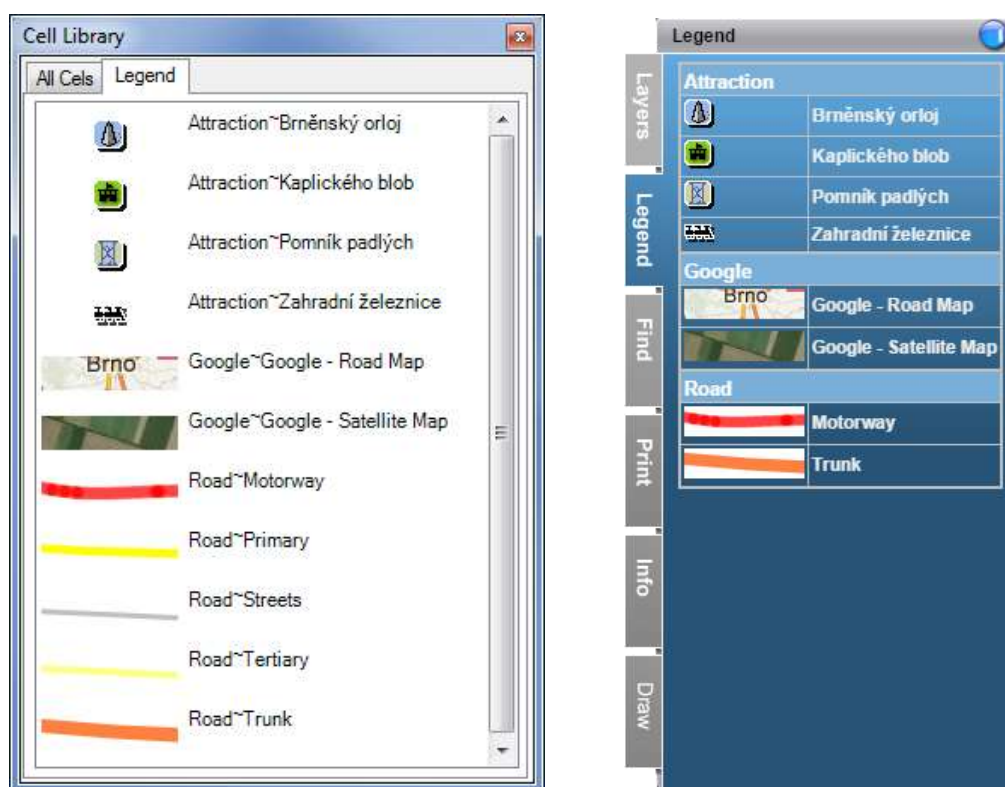 Cell Library
All Cels
Legend
Attraction~Brněnský orloj
Attraction~Kaplického blob
Attraction~Pomník padlých
Attraction~Zahradní železnice
Brno
Google~Google - Road Map
Google~Google - Satellite Map
Road~Motorway
Road~Primary
Road~Streets
Road~Tertiary
Road~Trunk
Legend
Layers
Legend
Find
Print
Info
Draw
Attraction
Brněnský orloj
Kaplického blob
Pomník padlých
Zahradní železnice
Google
Brno
Google - Road Map
Google - Satellite Map
Road
Motorway
Trunk